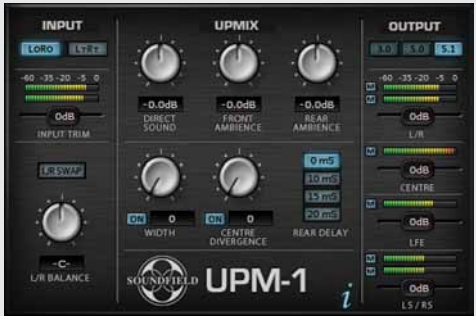 INPUT
LORO LTRT
-60 -35 -20 -5 0
0dB
INPUT TRIM
L/R SWAP
-C-
L/R BALANCE
UPMIX
-0.0dB -0.0dB -0.0dB
DIRECT SOUND
FRONT AMBIENCE
REAR AMBIENCE
ON 0
WIDTH
ON 0
CENTRE DIVERGENCE
0 mS
10 mS
15 mS
20 mS
REAR DELAY
SOUNDFIELD UPM-1 i
OUTPUT
3.0 5.0 5.1
-60 -35 -20 -5 0
M
M
0dB
L/R
M
0dB
CENTRE
M
0dB
LFE
M
M
0dB
LS / RS